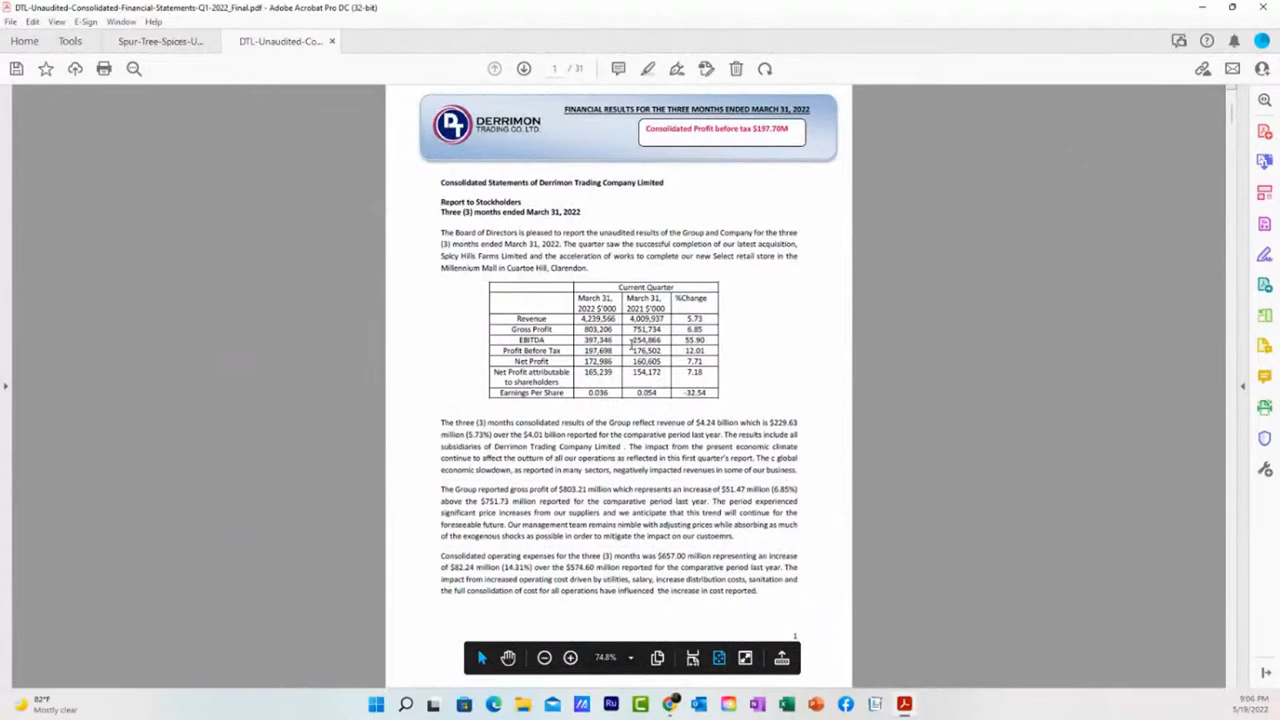 DTL-Unaudited-Consolidated-Financial-Statements-Q1-2022_Final.pdf - Adobe Acrobat Pro DC (32-bit)
File Edit View E-Sign Window Help
Home Tools Spur-Tree-Spices-U... DTL-Unaudited-Co...
1 / 31
DERRIMON
TRADING CO. LTD.
FINANCIAL RESULTS FOR THE THREE MONTHS ENDED MARCH 31, 2022
Consolidated Profit before tax $197.70M
Consolidated Statements of Derrimon Trading Company Limited
Report to Stockholders
Three (3) months ended March 31, 2022
The Board of Directors is pleased to report the unaudited results of the Group and Company for the three
(3) months ended March 31, 2022. The quarter saw the successful completion of our latest acquisition,
Spicy Hills Farms Limited and the acceleration of works to complete our new Select retail store in the
Millennium Mall in Cuartoe Hill, Clarendon.
Current Quarter
March 31, 2022 $'000 March 31, 2021 $'000 %Change
Revenue 4,239,566 4,009,937 5.73
Gross Profit 803,206 751,734 6.85
EBITDA 397,346 254,866 55.90
Profit Before Tax 197,698 176,502 12.01
Net Profit 172,986 160,605 7.71
Net Profit attributable to shareholders 165,239 154,172 7.18
Earnings Per Share 0.036 0.054 -32.54
The three (3) months consolidated results of the Group reflect revenue of $4.24 billion which is $229.63
million (5.73%) over the $4.01 billion reported for the comparative period last year. The results include all
subsidiaries of Derrimon Trading Company Limited . The impact from the present economic climate
continue to affect the outturn of all our operations as reflected in this first quarter's report. The c global
economic slowdown, as reported in many sectors, negatively impacted revenues in some of our business.
The Group reported gross profit of $803.21 million which represents an increase of $51.47 million (6.85%)
above the $751.73 million reported for the comparative period last year. The period experienced
significant price increases from our suppliers and we anticipate that this trend will continue for the
foreseeable future. Our management team remains nimble with adjusting prices while absorbing as much
of the exogenous shocks as possible in order to mitigate the impact on our custoemrs.
Consolidated operating expenses for the three (3) months was $657.00 million representing an increase
of $82.24 million (14.31%) over the $574.60 million reported for the comparative period last year. The
impact from increased operating cost driven by utilities, salary, increase distribution costs, sanitation and
the full consolidation of cost for all operations have influenced the increase in cost reported.
1
74.8%
82°F
Mostly clear
9:06 PM
5/19/2022